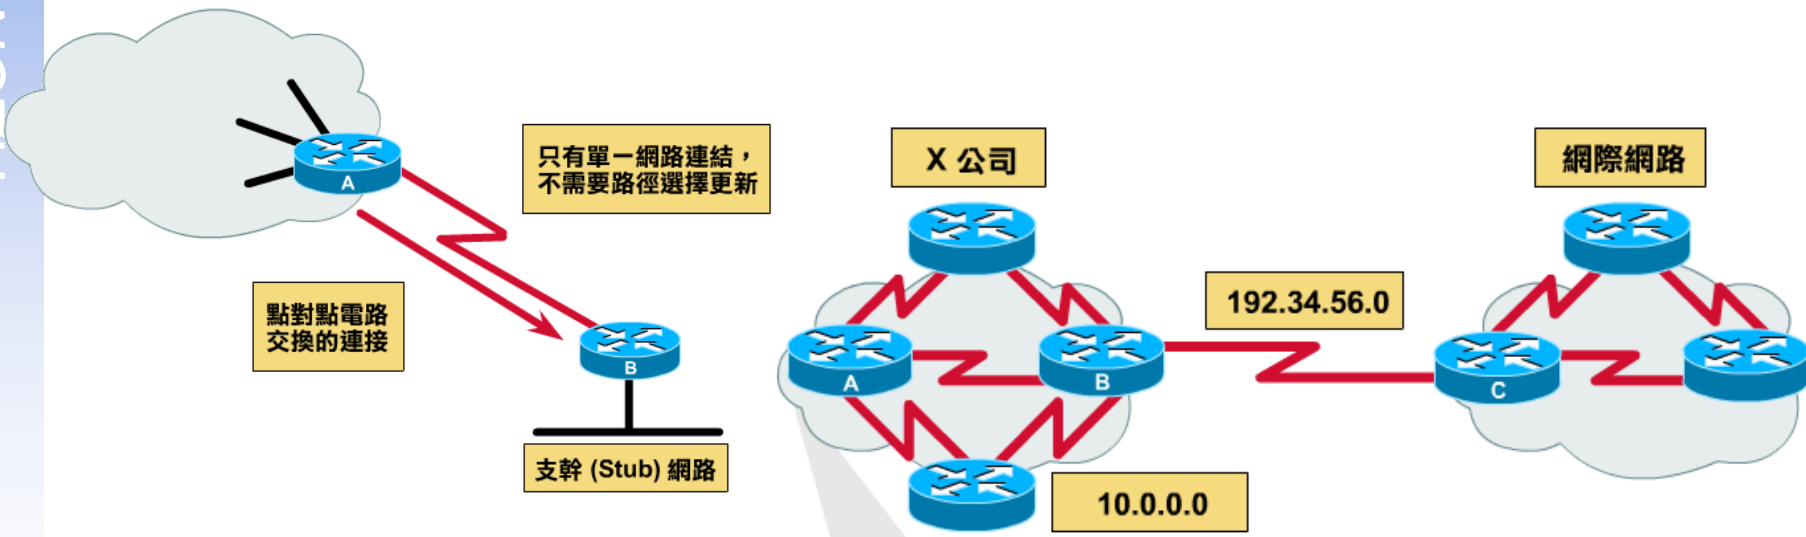 A
只有單一網路連結，
不需要路徑選擇更新
點對點電路
交換的連接
B
支幹 (Stub) 網路
X 公司
A
B
192.34.56.0
10.0.0.0
網際網路
C